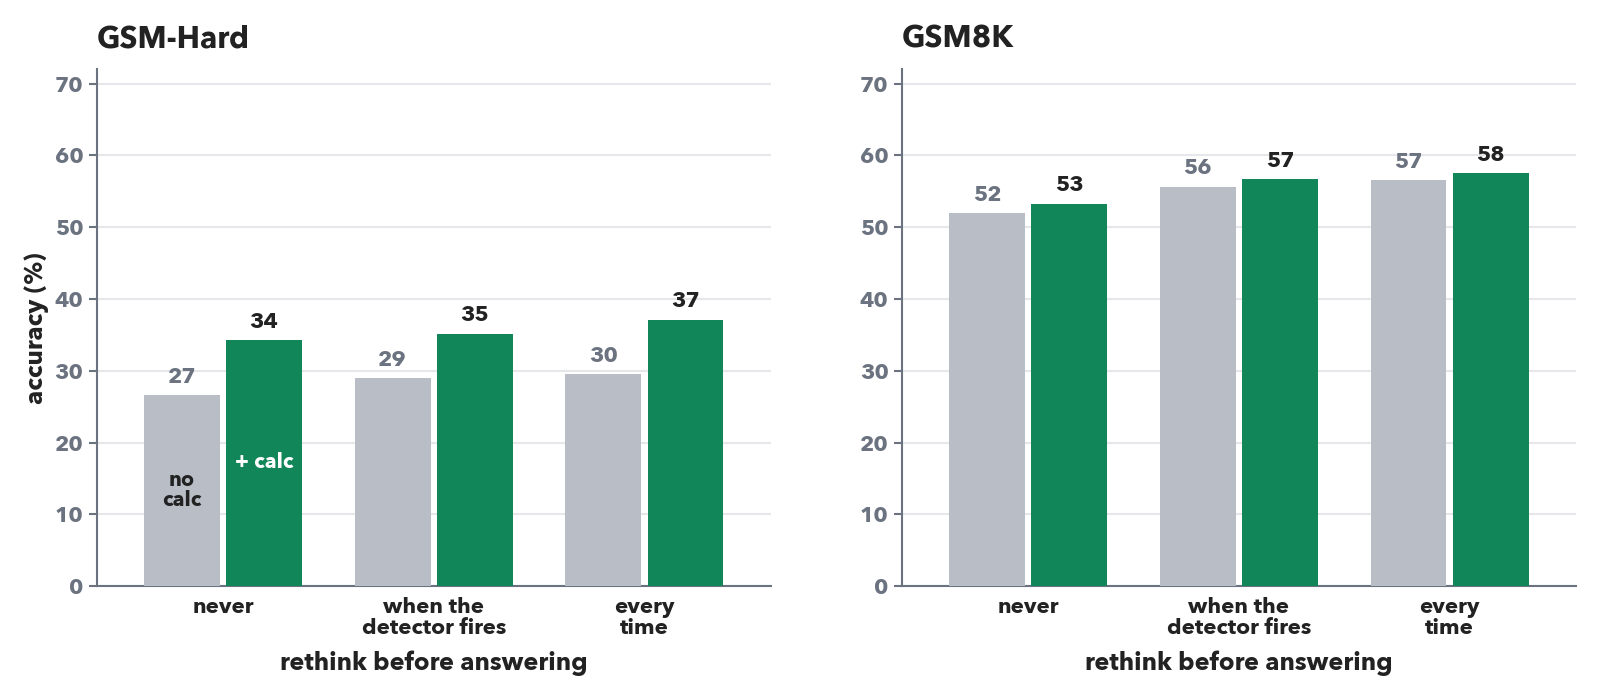 GSM-Hard
accuracy (%)
70
60
50
40
30
20
10
0
27
34
29
35
30
37
no
calc
+ calc
never
when the
detector fires
every
time
rethink before answering
GSM8K
70
60
50
40
30
20
10
0
52
53
56
57
57
58
never
when the
detector fires
every
time
rethink before answering